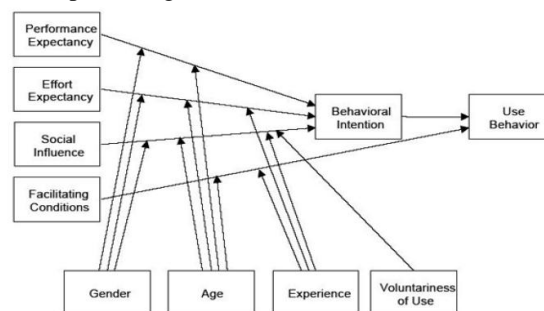 Performance
Expectancy
Effort
Expectancy
Social
Influence
Facilitating
Conditions
Behavioral
Intention
Use
Behavior
Gender
Age
Experience
Voluntariness
of Use